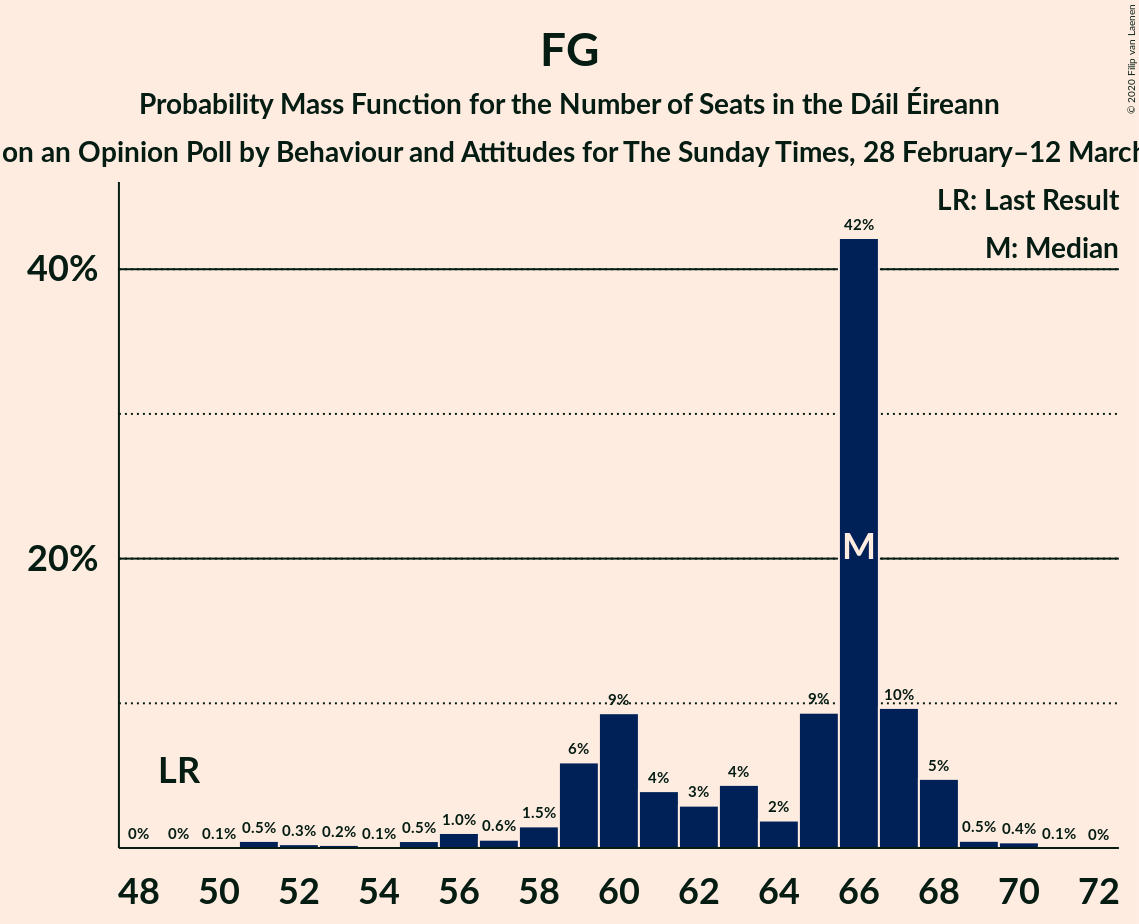 FG
Probability Mass Function for the Number of Seats in the Dáil Éireann
on an Opinion Poll by Behaviour and Attitudes for The Sunday Times, 28 February–12 March
© 2020 Filip van Laenen
LR: Last Result
M: Median
40%
20%
LR
M
0% 0% 0.1% 0.5% 0.3% 0.2% 0.1% 0.5% 1.0% 0.6% 1.5% 6% 9% 4% 3% 4% 2% 9% 42% 10% 5% 0.5% 0.4% 0.1% 0%
48 50 52 54 56 58 60 62 64 66 68 70 72